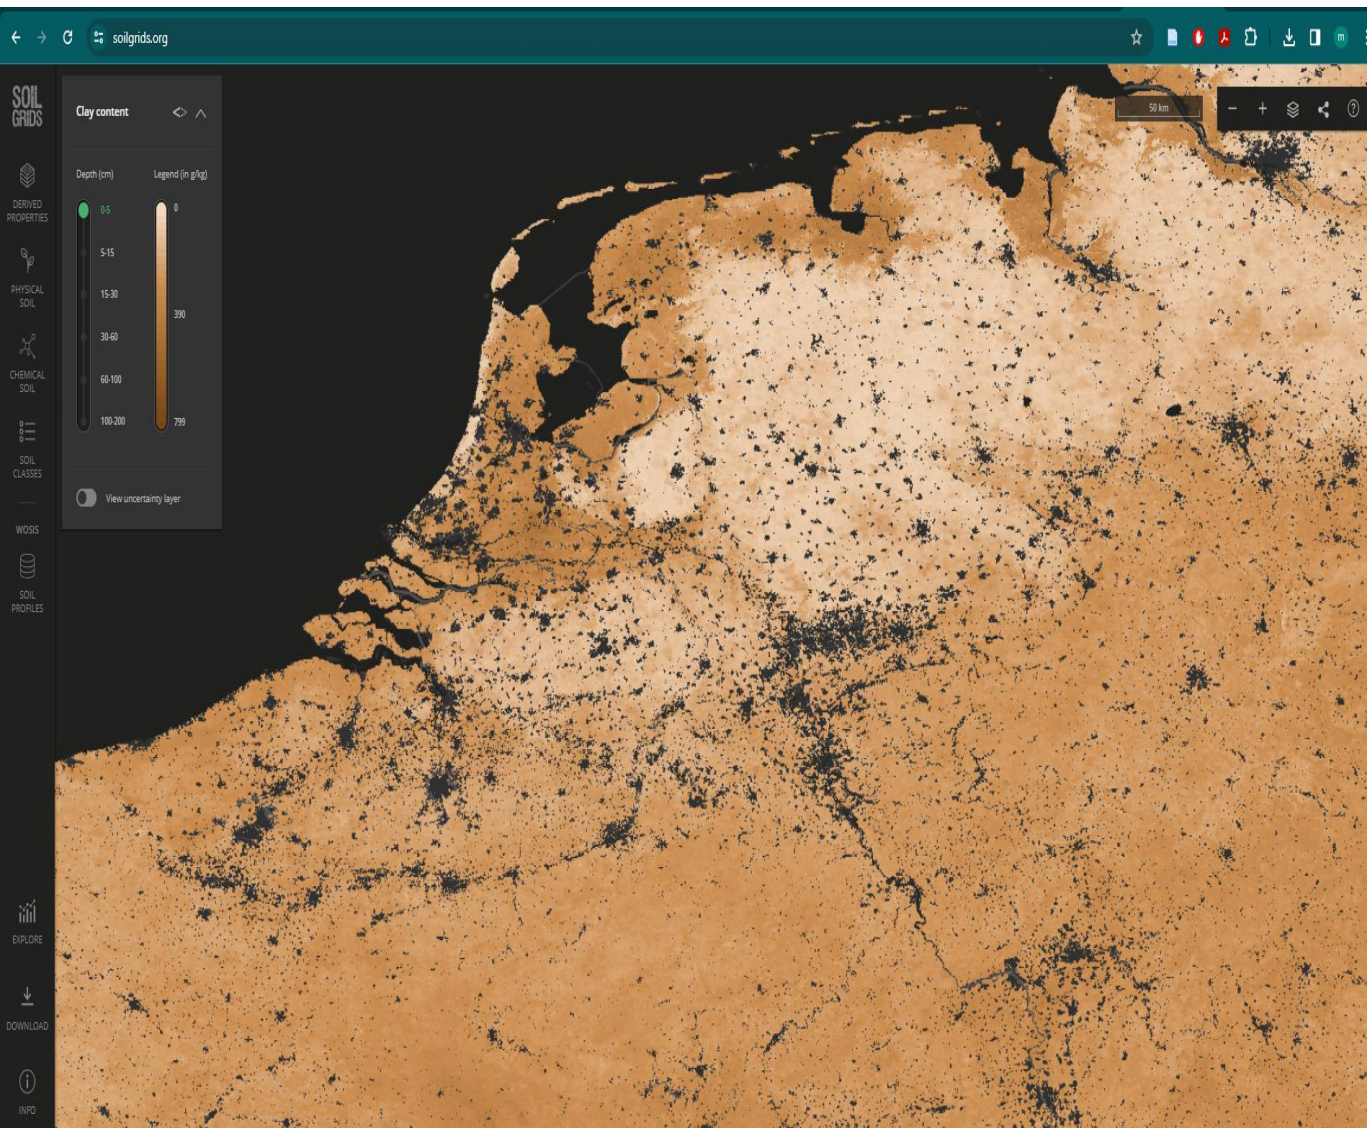 soilgrids.org
m
SOIL
GRIDS
DERIVED
PROPERTIES
PHYSICAL
SOIL
CHEMICAL
SOIL
SOIL
CLASSES
WOSIS
SOIL
PROFILES
EXPLORE
DOWNLOAD
INFO
Clay content
Depth (cm) Legend (in g/kg)
0-5 0
5-15
15-30
390
30-60
60-100
100-200 799
View uncertainty layer
50 km